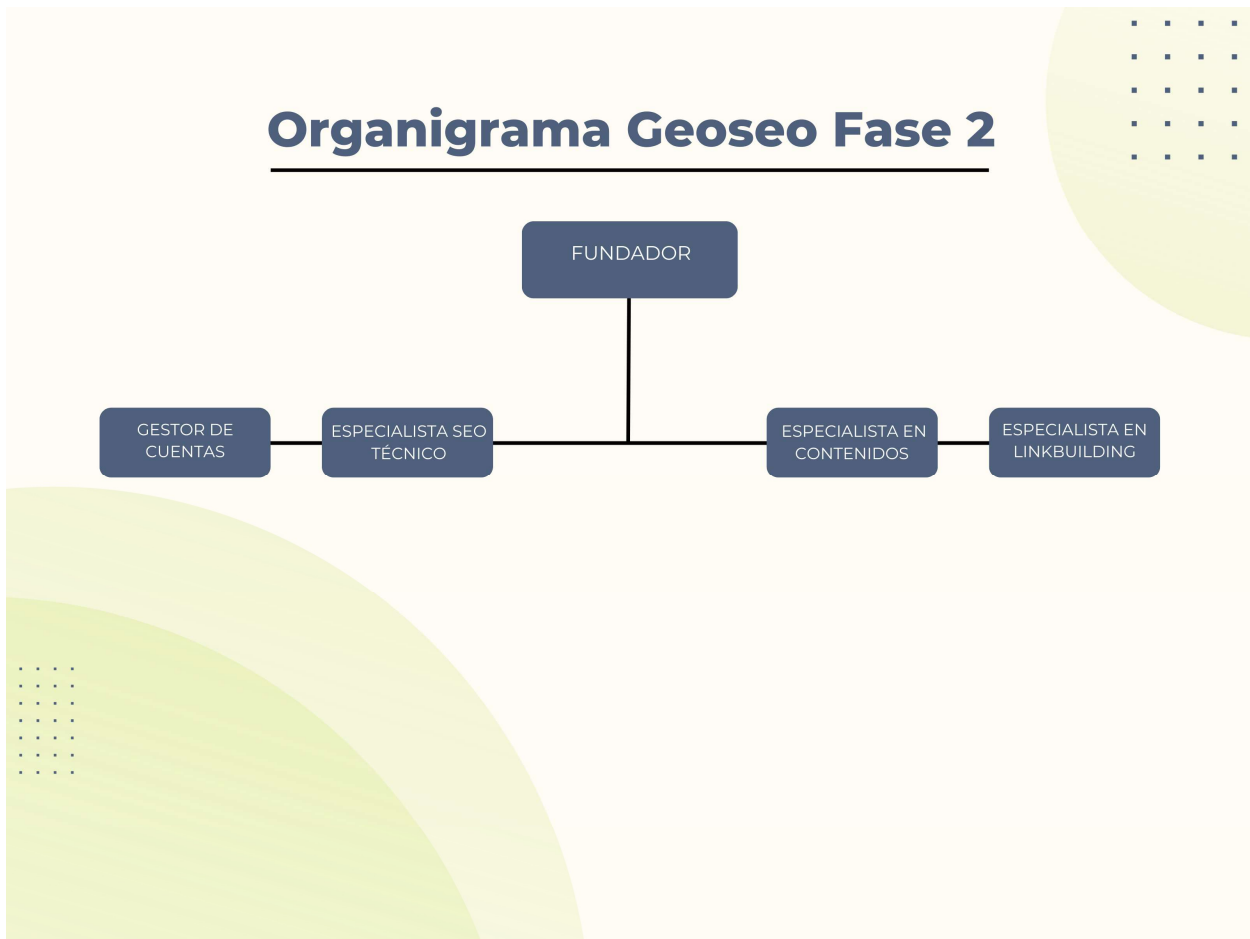 Organigrama Geoseo Fase 2
FUNDADOR
GESTOR DE
CUENTAS
ESPECIALISTA SEO
TÉCNICO
ESPECIALISTA EN
CONTENIDOS
ESPECIALISTA EN
LINKBUILDING